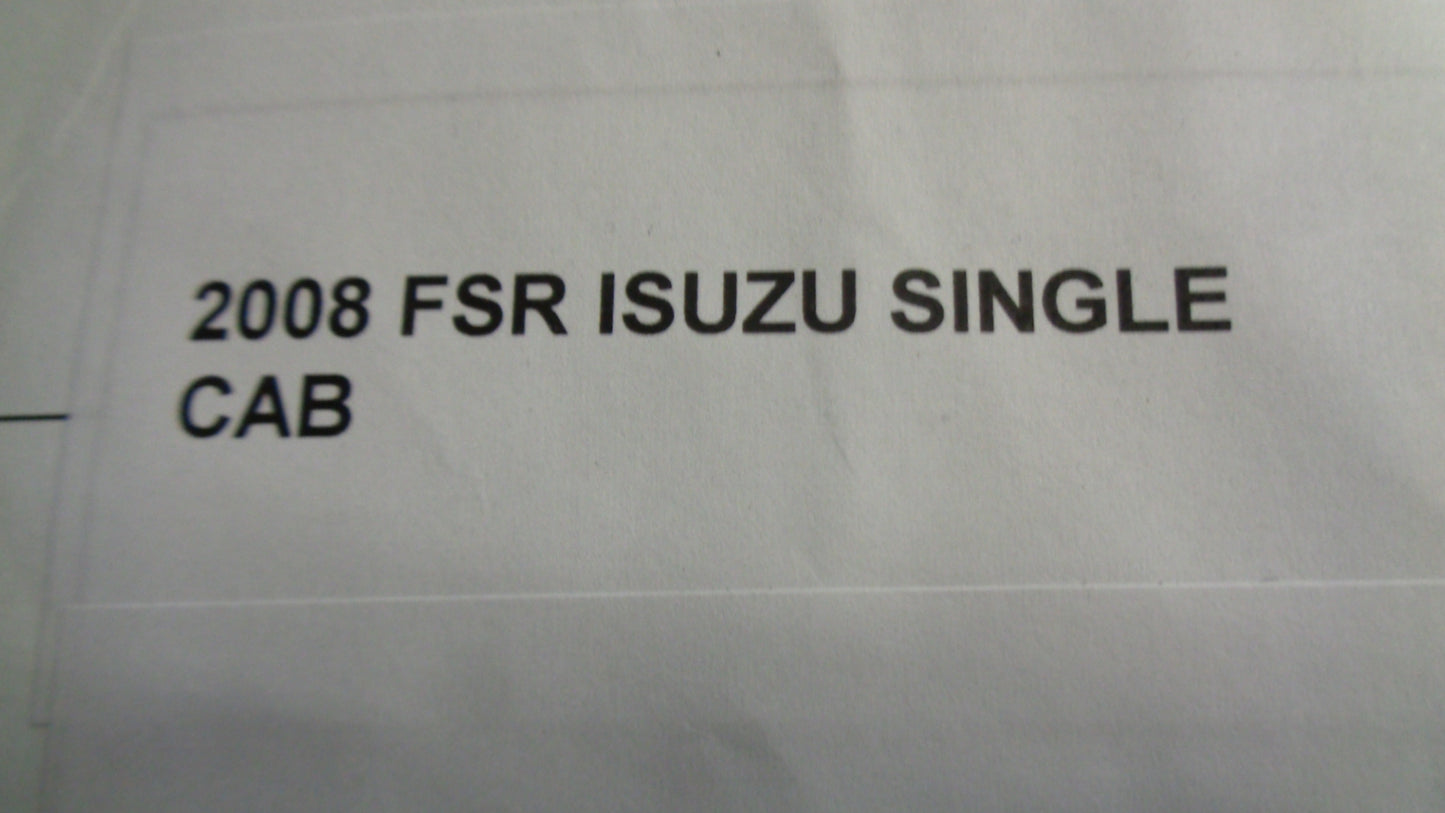 2008 FSR ISUZU SINGLE
CAB